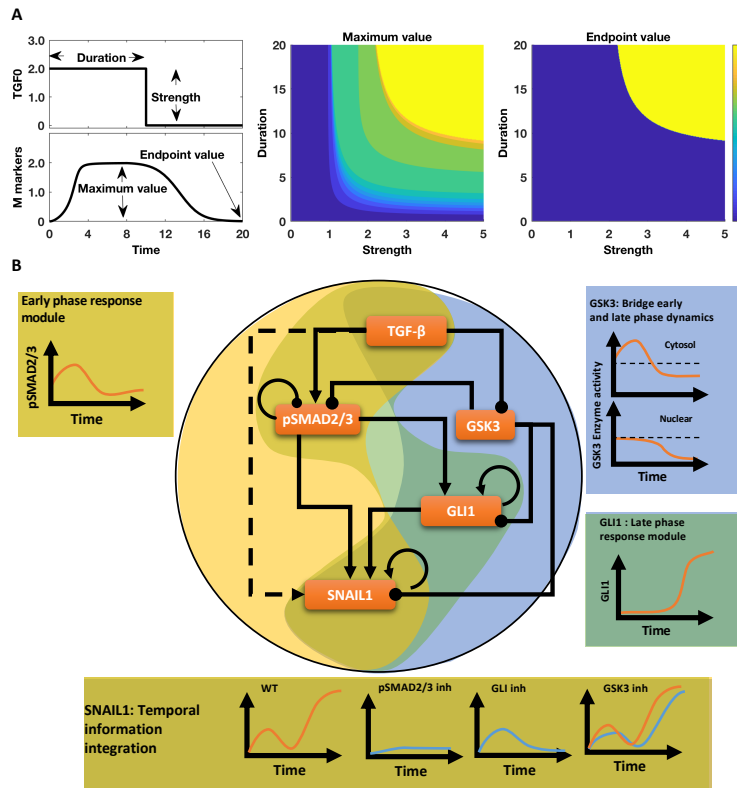 A
3.0
2.0
1.0
0
TGF0
Duration
Strength
2.0
1.0
0
M markers
Endpoint value
Maximum value
0 4 8 12 16 20
Time
Maximum value
20
15
10
5
0
Duration
0 1 2 3 4 5
Strength
Endpoint value
20
15
10
5
0
Duration
0 1 2 3 4 5
Strength
B
Early phase response
module
pSMAD2/3
Time
TGF-β
pSMAD2/3
GSK3
GLI1
SNAIL1
GSK3: Bridge early
and late phase dynamics
Cytosol
Nuclear
GSK3 Enzyme activity
Time
GLI1 : Late phase
response module
GLI1
Time
SNAIL1: Temporal
information
integration
WT
Time
pSMAD2/3 inh
Time
GLI inh
Time
GSK3 inh
Time